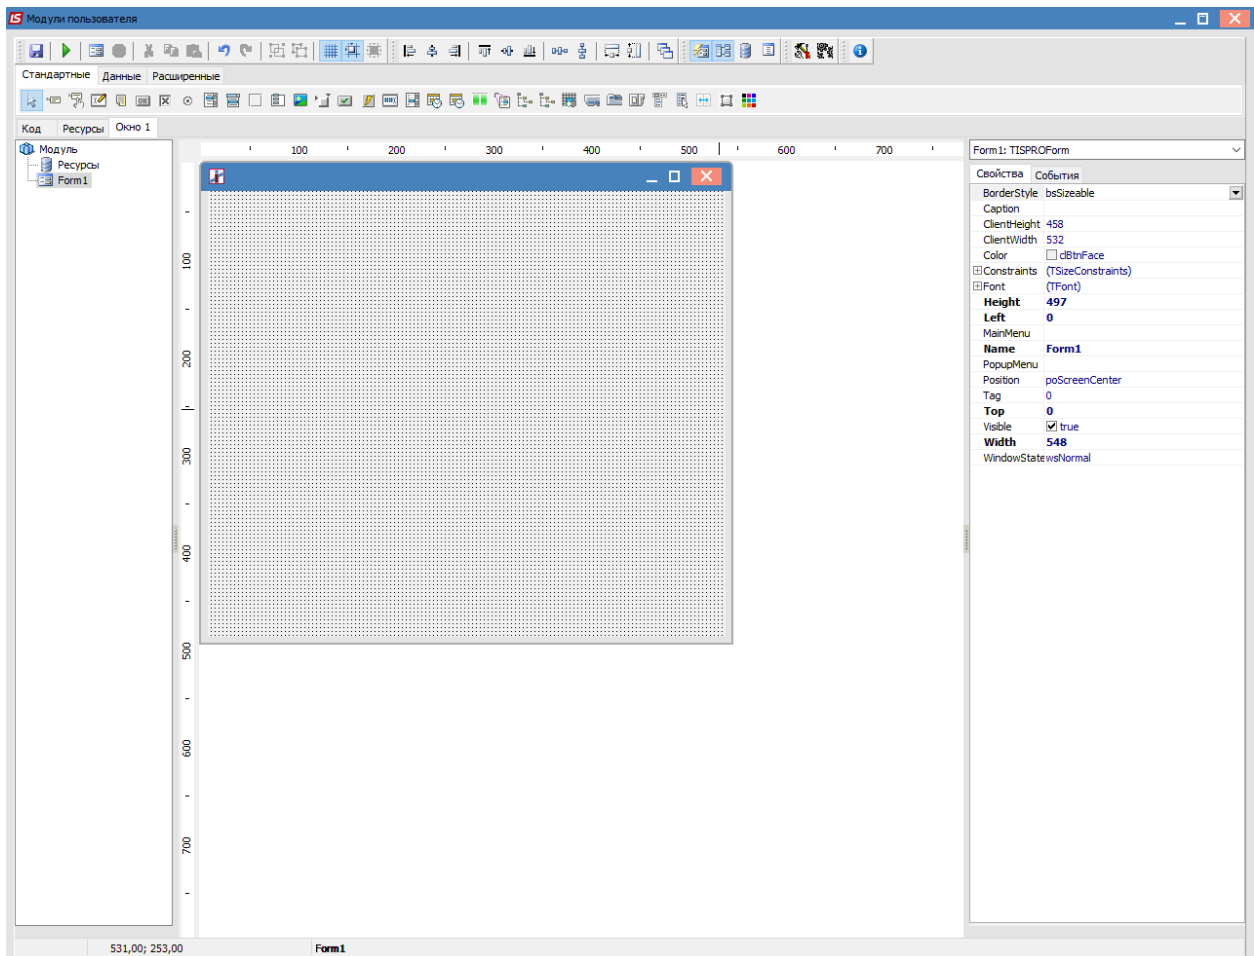 Модули пользователя
Стандартные Данные Расширенные
Код Ресурсы Окно 1
Модуль
Ресурсы
Form1
100 200 300 400 500 600 700
100
200
300
400
500
600
700
Form1: TISPROForm
Свойства События
BorderStyle bsSizeable
Caption
ClientHeight 458
ClientWidth 532
Color clBtnFace
Constraints (TSizeConstraints)
Font (TFont)
Height 497
Left 0
MainMenu
Name Form1
PopupMenu
Position poScreenCenter
Tag 0
Top 0
Visible true
Width 548
WindowState wsNormal
531,00; 253,00 Form1